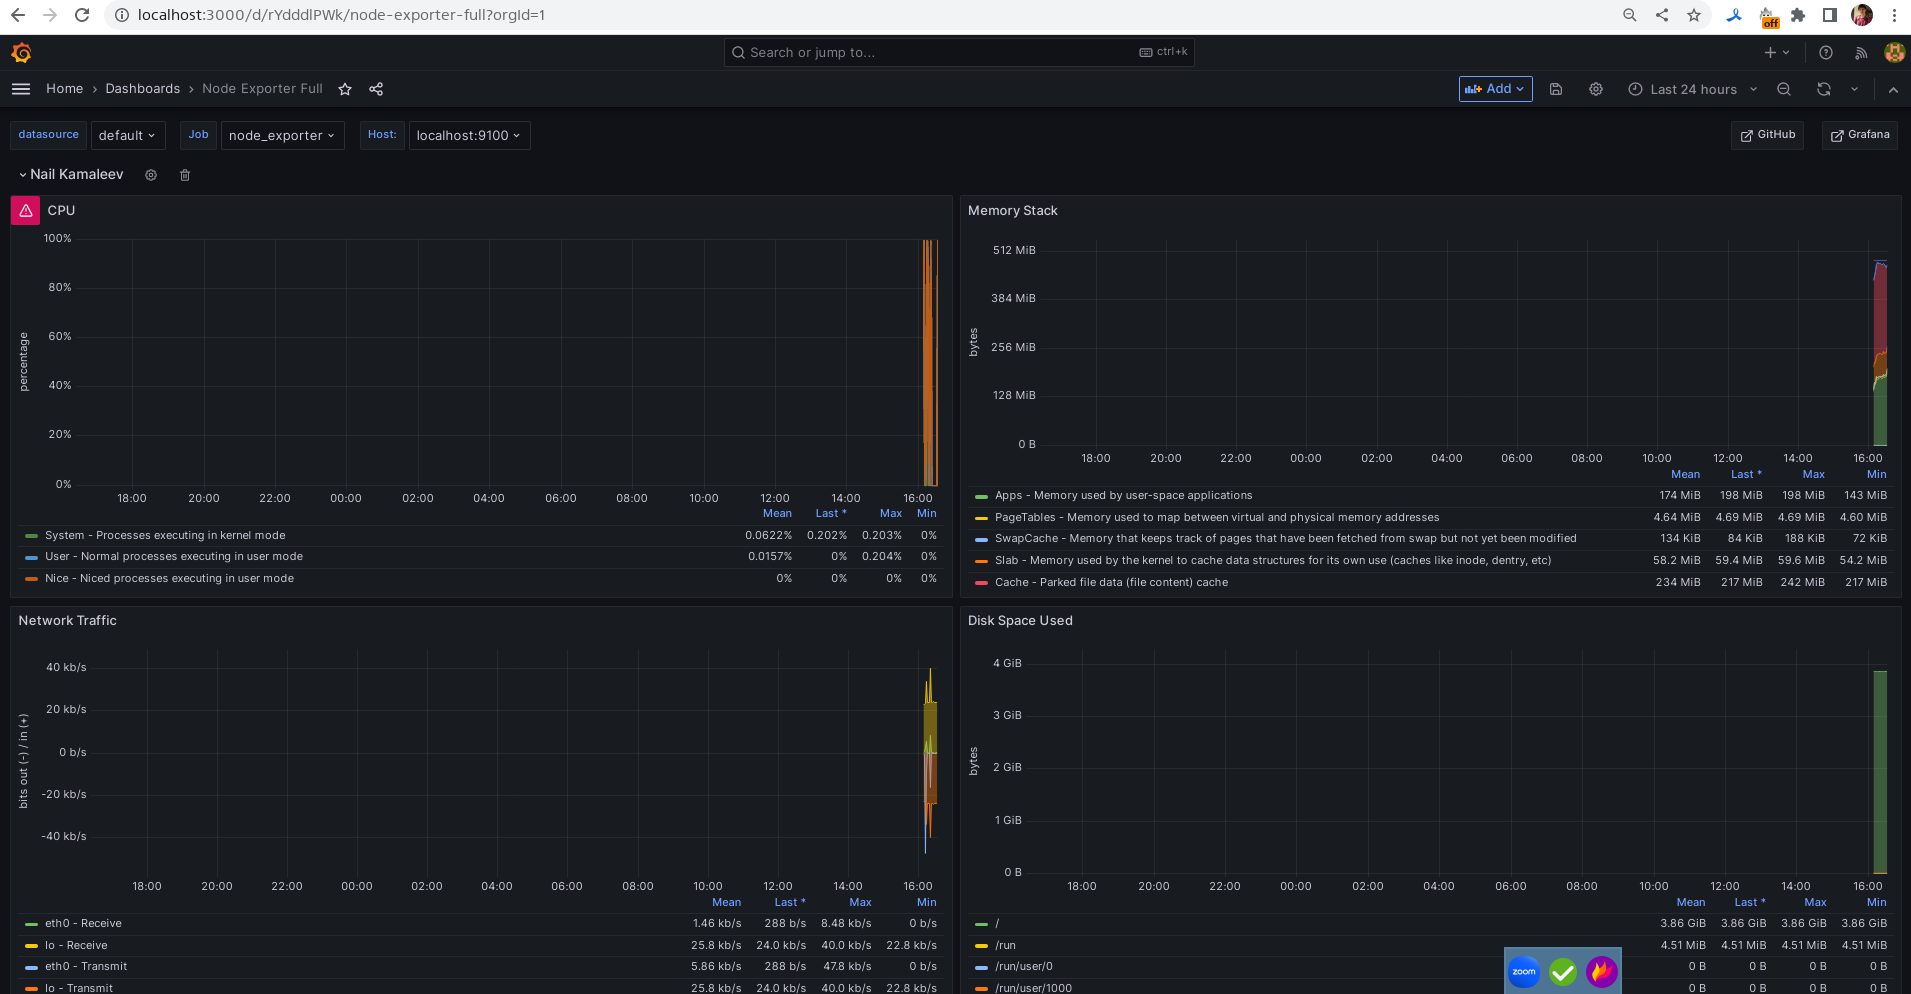 localhost:3000/d/rYdddlPWk/node-exporter-full?orgId=1
off
Search or jump to... ctrl+k
Home › Dashboards › Node Exporter Full
Add
Last 24 hours
datasource default Job node_exporter Host: localhost:9100 GitHub Grafana
Nail Kamaleev
CPU
100%
80%
60%
40%
20%
0%
percentage
18:00 20:00 22:00 00:00 02:00 04:00 06:00 08:00 10:00 12:00 14:00 16:00
Mean Last * Max Min
System - Processes executing in kernel mode 0.0622% 0.202% 0.203% 0%
User - Normal processes executing in user mode 0.0157% 0% 0.204% 0%
Nice - Niced processes executing in user mode 0% 0% 0% 0%
Memory Stack
512 MiB
384 MiB
256 MiB
128 MiB
0 B
bytes
18:00 20:00 22:00 00:00 02:00 04:00 06:00 08:00 10:00 12:00 14:00 16:00
Mean Last * Max Min
Apps - Memory used by user-space applications 174 MiB 198 MiB 198 MiB 143 MiB
PageTables - Memory used to map between virtual and physical memory addresses 4.64 MiB 4.69 MiB 4.69 MiB 4.60 MiB
SwapCache - Memory that keeps track of pages that have been fetched from swap but not yet been modified 134 KiB 84 KiB 188 KiB 72 KiB
Slab - Memory used by the kernel to cache data structures for its own use (caches like inode, dentry, etc) 58.2 MiB 59.4 MiB 59.6 MiB 54.2 MiB
Cache - Parked file data (file content) cache 234 MiB 217 MiB 242 MiB 217 MiB
Network Traffic
40 kb/s
20 kb/s
0 b/s
-20 kb/s
-40 kb/s
bits out (-) / in (+)
18:00 20:00 22:00 00:00 02:00 04:00 06:00 08:00 10:00 12:00 14:00 16:00
Mean Last * Max Min
eth0 - Receive 1.46 kb/s 288 b/s 8.48 kb/s 0 b/s
lo - Receive 25.8 kb/s 24.0 kb/s 40.0 kb/s 22.8 kb/s
eth0 - Transmit 5.86 kb/s 288 b/s 47.8 kb/s 0 b/s
lo - Transmit 25.8 kb/s 24.0 kb/s 40.0 kb/s 22.8 kb/s
Disk Space Used
4 GiB
3 GiB
2 GiB
1 GiB
0 B
bytes
18:00 20:00 22:00 00:00 02:00 04:00 06:00 08:00 10:00 12:00 14:00 16:00
Mean Last * Max Min
/ 3.86 GiB 3.86 GiB 3.86 GiB 3.86 GiB
/run 4.51 MiB 4.51 MiB 4.51 MiB 4.51 MiB
/run/user/0 0 B 0 B 0 B 0 B
/run/user/1000 0 B 0 B 0 B 0 B
zoom